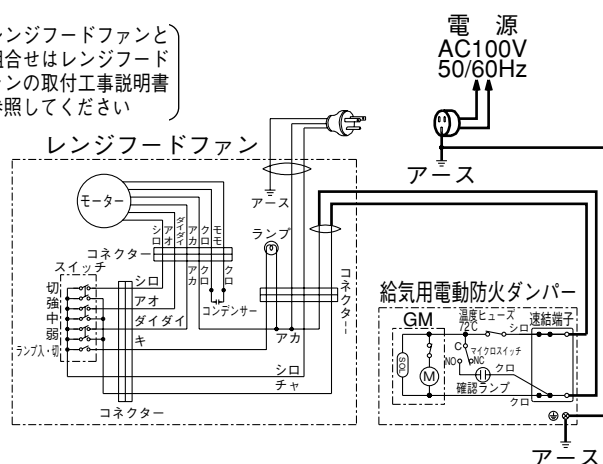 レンジフードファンと
組合せはレンジフード
ァンの取付工事説明書
参照してください
電 源
AC100V
50/60Hz
アース
レンジフードファン
アース
モーター
シロ
アオ
ダイダイ
アカ
クロ
モモ
コネクター
アカ
クロ
クロ
コンデンサー
ランプ
コネクター
スイッチ
切
強
中
弱
ランプ入・切
シロ
アオ
ダイダイ
キ
アカ
シロ
チャ
コネクター
給気用電動防火ダンパー
GM
温度ヒューズ
72℃
シロ
速結端子
SOL
M
C
マイクロスイッチ
NO
NC
クロ
確認ランプ
クロ
アース